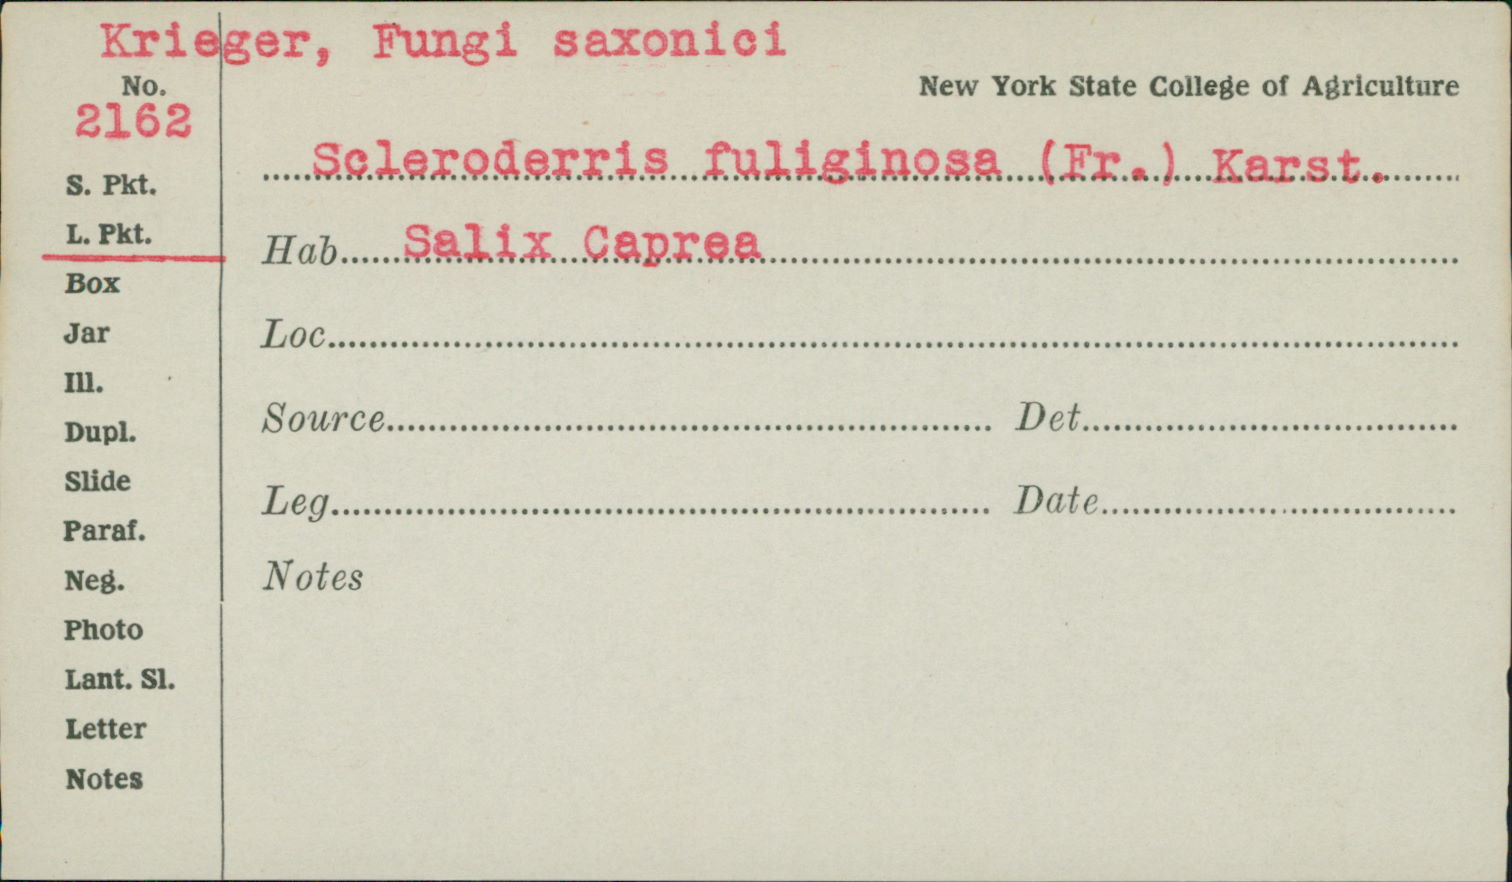 Krieger, Fungi saxonici
No.
New York State College of Agriculture
2162
Scleroderris fuliginosa (Fr.) Karst.
S. Pkt.
L. Pkt.
Hab. Salix Caprea
Box
Jar
Loc.
Ill.
Dupl.
Source Det.
Slide
Leg. Date
Paraf.
Neg.
Notes
Photo
Lant. Sl.
Letter
Notes